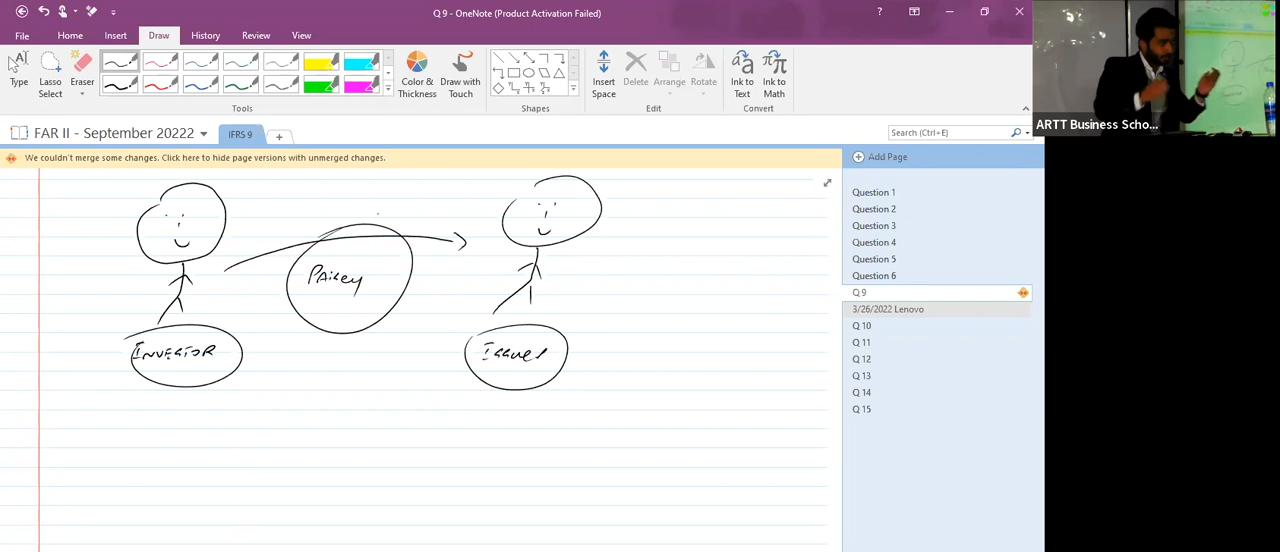 Q 9 - OneNote (Product Activation Failed)
?
File
Home
Insert
Draw
History
Review
View
Type
Lasso Select
Eraser
Color & Thickness
Draw with Touch
Insert Space
Delete
Arrange
Rotate
Ink to Text
Ink to Math
Tools
Shapes
Edit
Convert
ARTT Business Scho...
FAR II - September 20222
IFRS 9
Search (Ctrl+E)
We couldn't merge some changes. Click here to hide page versions with unmerged changes.
Add Page
Question 1
Question 2
Question 3
Question 4
Question 5
Question 6
Q 9
3/26/2022 Lenovo
Q 10
Q 11
Q 12
Q 13
Q 14
Q 15
INVESTOR
Issuer